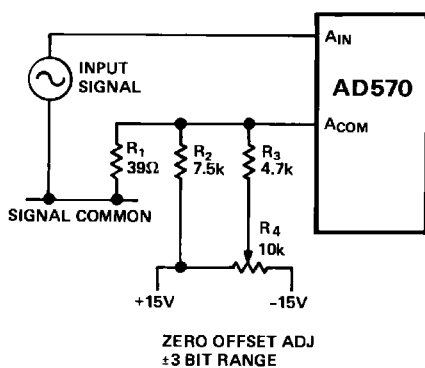 AIN
INPUT
SIGNAL
AD570
ACOM
R1
39Ω
R2
7.5k
R3
4.7k
SIGNAL COMMON
R4
10k
+15V
-15V
ZERO OFFSET ADJ
±3 BIT RANGE